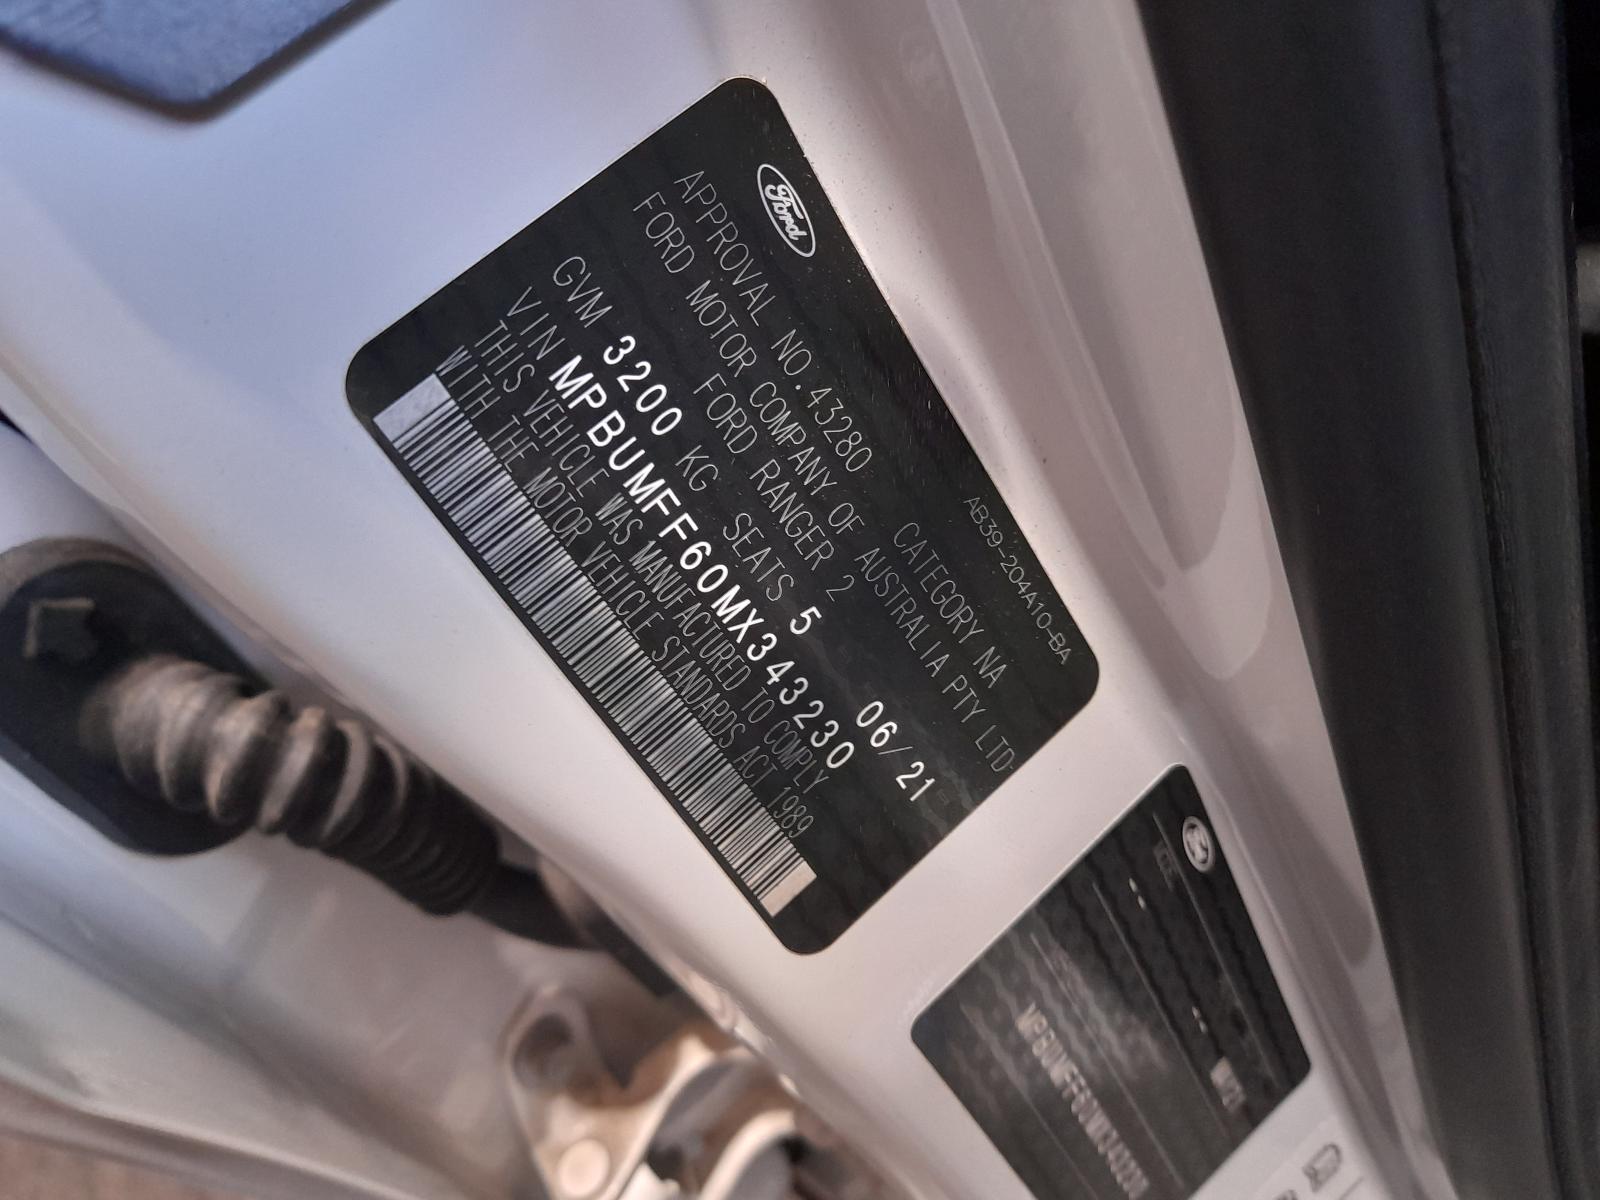 Ford
AB39-204A10-BA
APPROVAL NO. 43280 CATEGORY NA
FORD MOTOR COMPANY OF AUSTRALIA PTY LTD
FORD RANGER 2
GVM 3200 KG SEATS 5 06/21
VIN MPBUMFF60MX343230
THIS VEHICLE WAS MANUFACTURED TO COMPLY
WITH THE MOTOR VEHICLE STANDARDS ACT 1989
MPBUMFF60MX343230